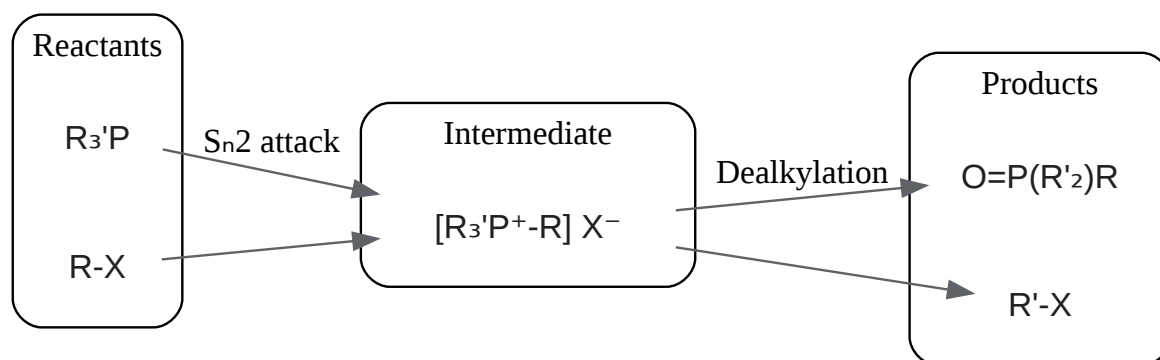 Reactants
R₃'P
R-X
Sₙ2 attack
Intermediate
[R₃'P⁺-R] X⁻
Dealkylation
Products
O=P(R'₂)R
R'-X